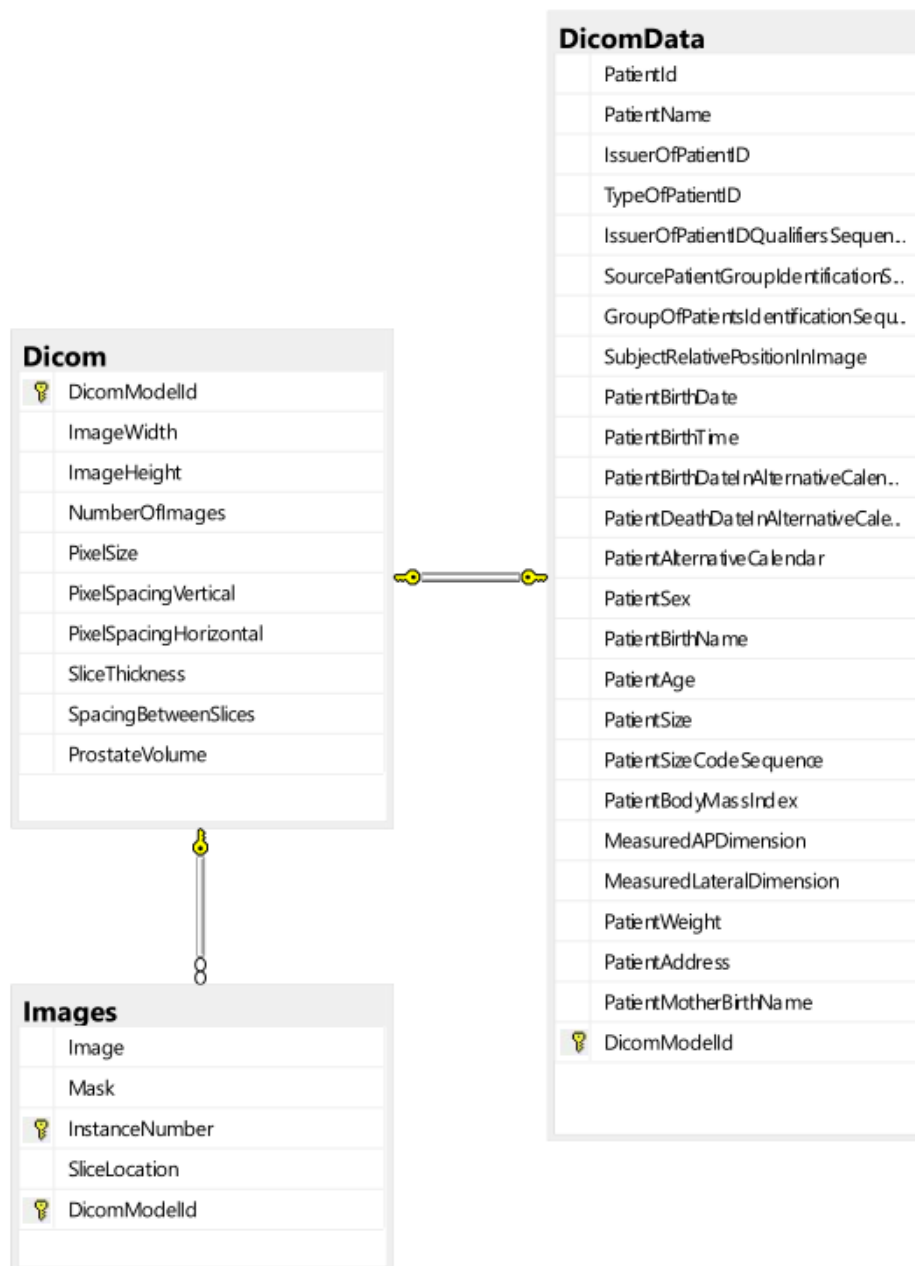 Dicom
DicomModelId
ImageWidth
ImageHeight
NumberOfImages
PixelSize
PixelSpacingVertical
PixelSpacingHorizontal
SliceThickness
SpacingBetweenSlices
ProstateVolume
Images
Image
Mask
InstanceNumber
SliceLocation
DicomModelId
DicomData
PatientId
PatientName
IssuerOfPatientID
TypeOfPatientID
IssuerOfPatientIDQualifiersSequen...
SourcePatientGroupIdentificationS...
GroupOfPatientsIdentificationSequ...
SubjectRelativePositionInImage
PatientBirthDate
PatientBirthTime
PatientBirthDateInAlternativeCalen...
PatientDeathDateInAlternativeCale...
PatientAlternativeCalendar
PatientSex
PatientBirthName
PatientAge
PatientSize
PatientSizeCodeSequence
PatientBodyMassIndex
MeasuredAPDimension
MeasuredLateralDimension
PatientWeight
PatientAddress
PatientMotherBirthName
DicomModelId